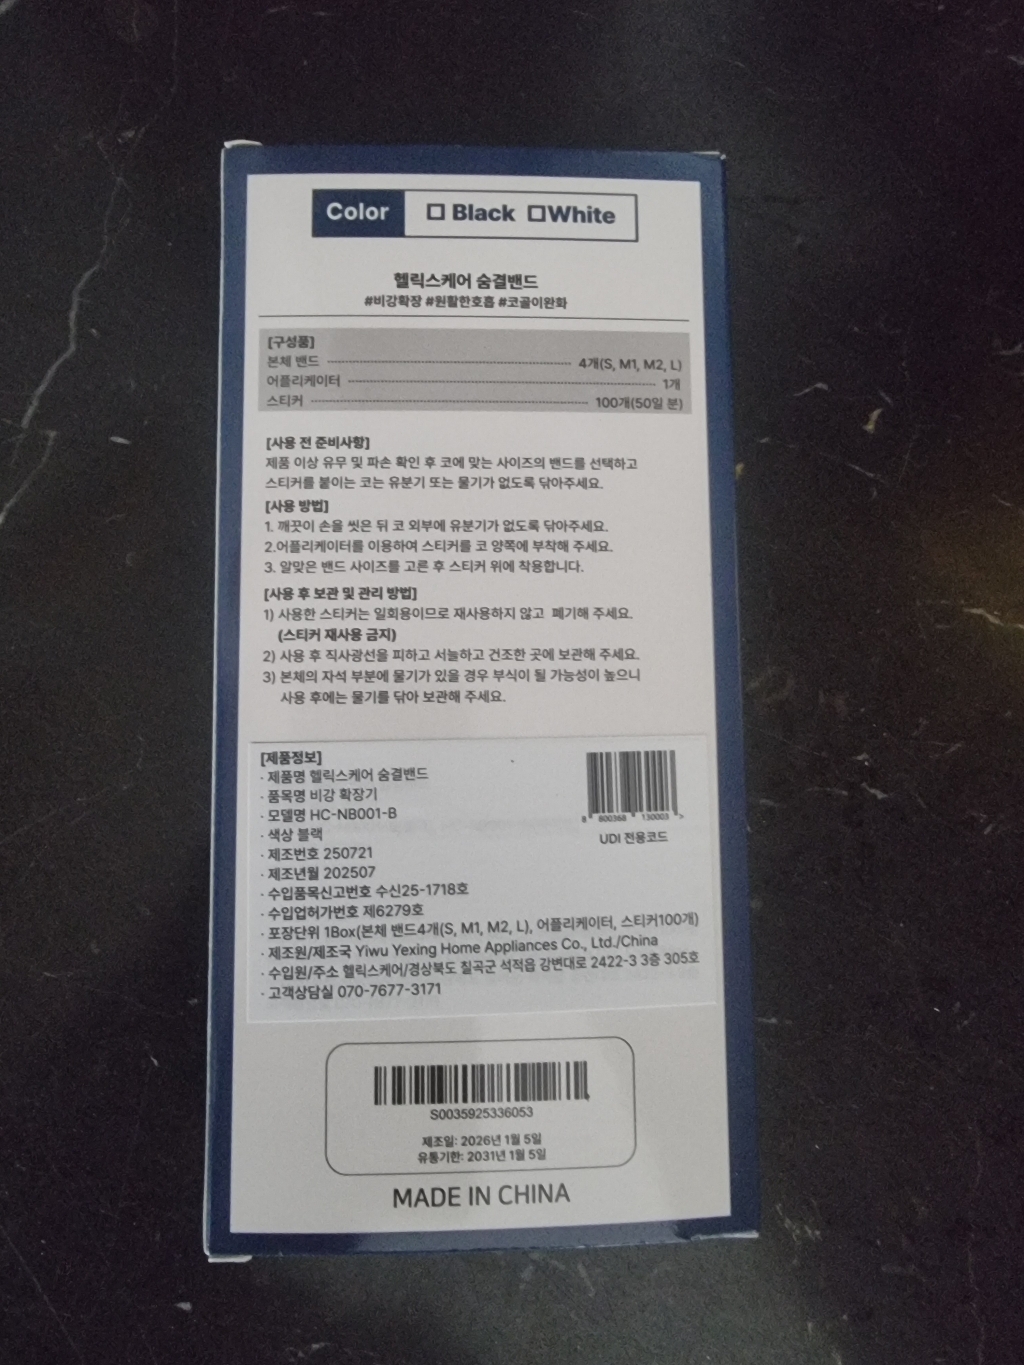 Color □ Black □White
헬릭스케어 숨결밴드
#비강확장 #원활한호흡 #코골이완화
[구성품]
본체 밴드 4개(S, M1, M2, L)
어플리케이터 1개
스티커 100개(50일 분)
[사용 전 준비사항]
제품 이상 유무 및 파손 확인 후 코에 맞는 사이즈의 밴드를 선택하고
스티커를 붙이는 코는 유분기 또는 물기가 없도록 닦아주세요.
[사용 방법]
1. 깨끗이 손을 씻은 뒤 코 외부에 유분기가 없도록 닦아주세요.
2.어플리케이터를 이용하여 스티커를 코 양쪽에 부착해 주세요.
3. 알맞은 밴드 사이즈를 고른 후 스티커 위에 착용합니다.
[사용 후 보관 및 관리 방법]
1) 사용한 스티커는 일회용이므로 재사용하지 않고 폐기해 주세요.
(스티커 재사용 금지)
2) 사용 후 직사광선을 피하고 서늘하고 건조한 곳에 보관해 주세요.
3) 본체의 자석 부분에 물기가 있을 경우 부식이 될 가능성이 높으니
사용 후에는 물기를 닦아 보관해 주세요.
[제품정보]
· 제품명 헬릭스케어 숨결밴드
· 품목명 비강 확장기
· 모델명 HC-NB001-B
· 색상 블랙
· 제조번호 250721
· 제조년월 202507
· 수입품목신고번호 수신25-1718호
· 수입업허가번호 제6279호
· 포장단위 1Box(본체 밴드4개(S, M1, M2, L), 어플리케이터, 스티커100개)
· 제조원/제조국 Yiwu Yexing Home Appliances Co., Ltd./China
· 수입원/주소 헬릭스케어/경상북도 칠곡군 석적읍 강변대로 2422-3 3층 305호
· 고객상담실 070-7677-3171
8 800368 130003 >
UDI 전용코드
S0035925336053
제조일: 2026년 1월 5일
유통기한: 2031년 1월 5일
MADE IN CHINA